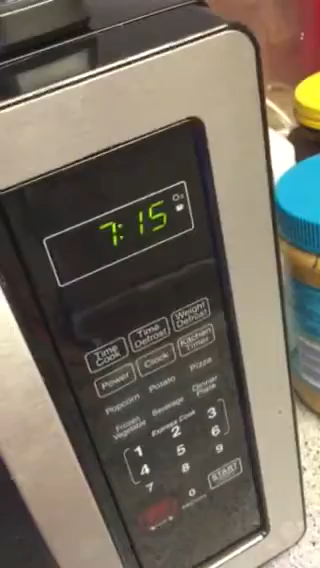 7:15
Oz
Time Cook Time Defrost Weight Defrost
Power Clock Kitchen Timer
Popcorn Potato Pizza
Frozen Vegetable Beverage Dinner Plate
Express Cook
1 2 3
4 5 6
7 8 9
0 START